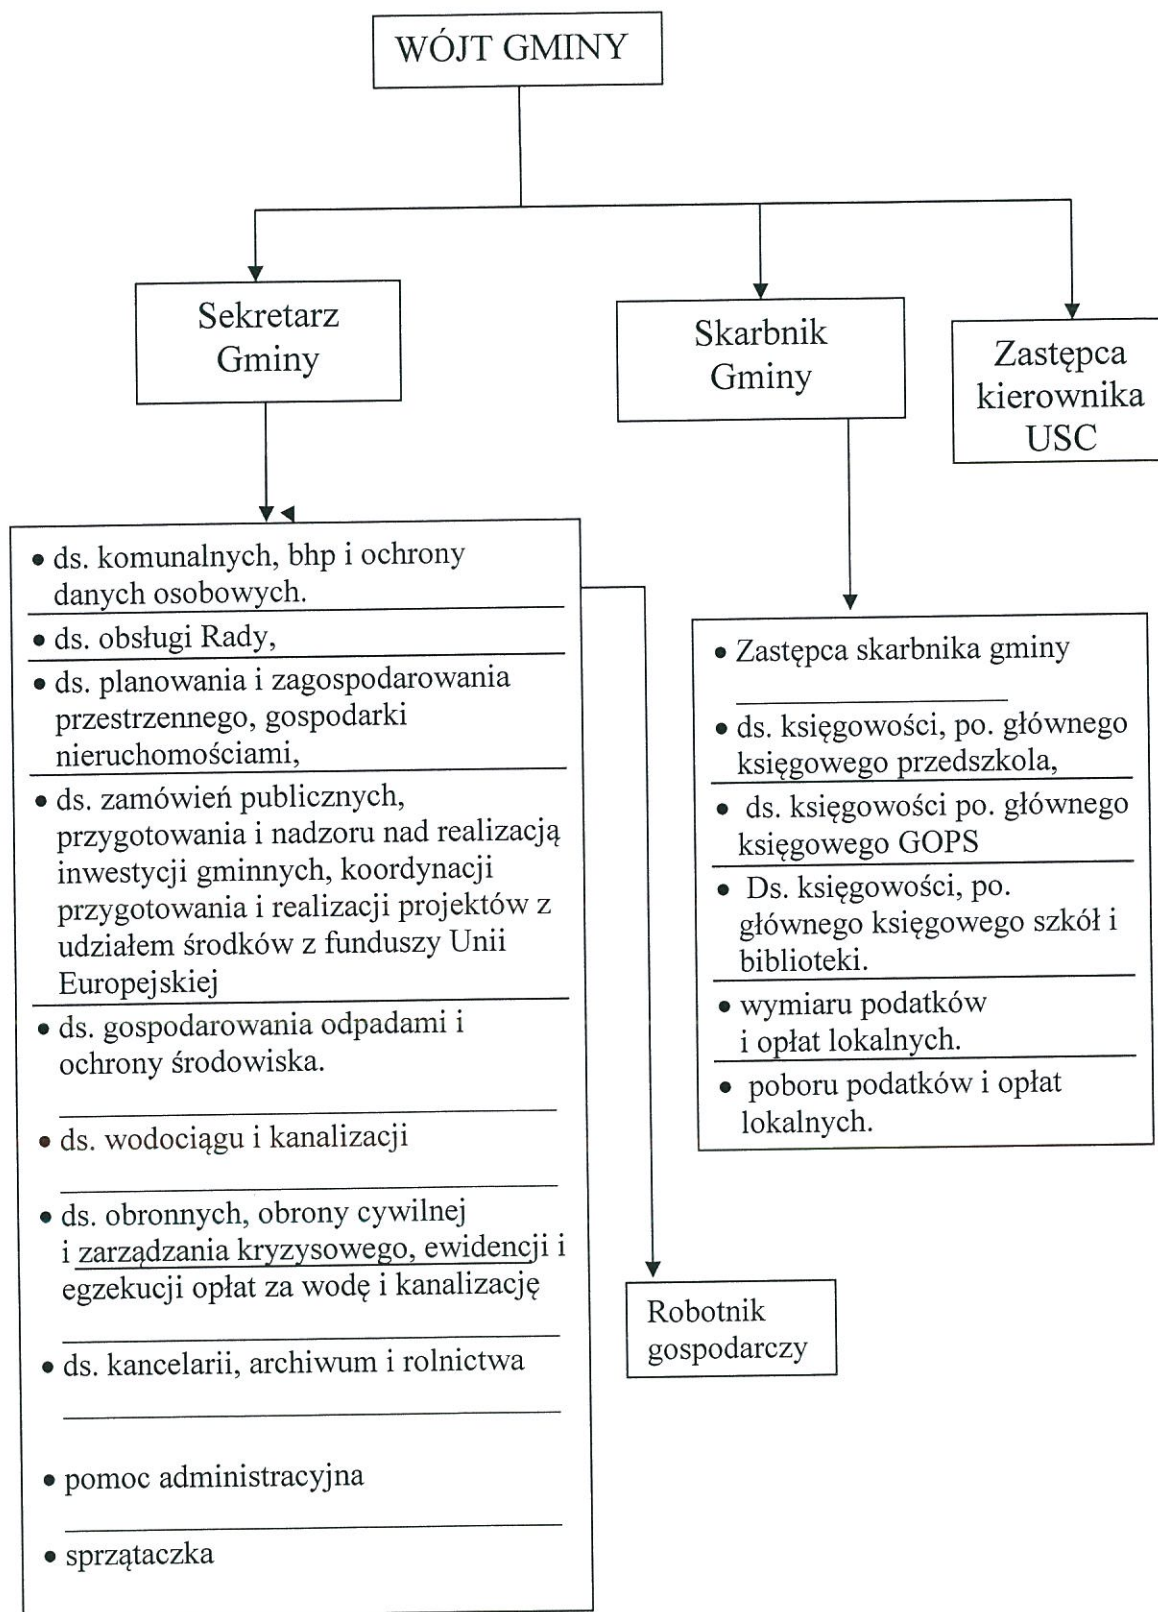 WÓJT GMINY
Sekretarz
Gminy
Skarbnik
Gminy
Zastępca
kierownika
USC
• ds. komunalnych, bhp i ochrony
danych osobowych.
• ds. obsługi Rady,
• ds. planowania i zagospodarowania
przestrzennego, gospodarki
nieruchomościami,
• ds. zamówień publicznych,
przygotowania i nadzoru nad realizacją
inwestycji gminnych, koordynacji
przygotowania i realizacji projektów z
udziałem środków z funduszy Unii
Europejskiej
• ds. gospodarowania odpadami i
ochrony środowiska.
• ds. wodociągu i kanalizacji
• ds. obronnych, obrony cywilnej
i zarządzania kryzysowego, ewidencji i
egzekucji opłat za wodę i kanalizację
• ds. kancelarii, archiwum i rolnictwa
• pomoc administracyjna
• sprzątaczka
• Zastępca skarbnika gminy
• ds. księgowości, po. głównego
księgowego przedszkola,
• ds. księgowości po. głównego
księgowego GOPS
• Ds. księgowości, po.
głównego księgowego szkół i
biblioteki.
• wymiaru podatków
i opłat lokalnych.
• poboru podatków i opłat
lokalnych.
Robotnik
gospodarczy